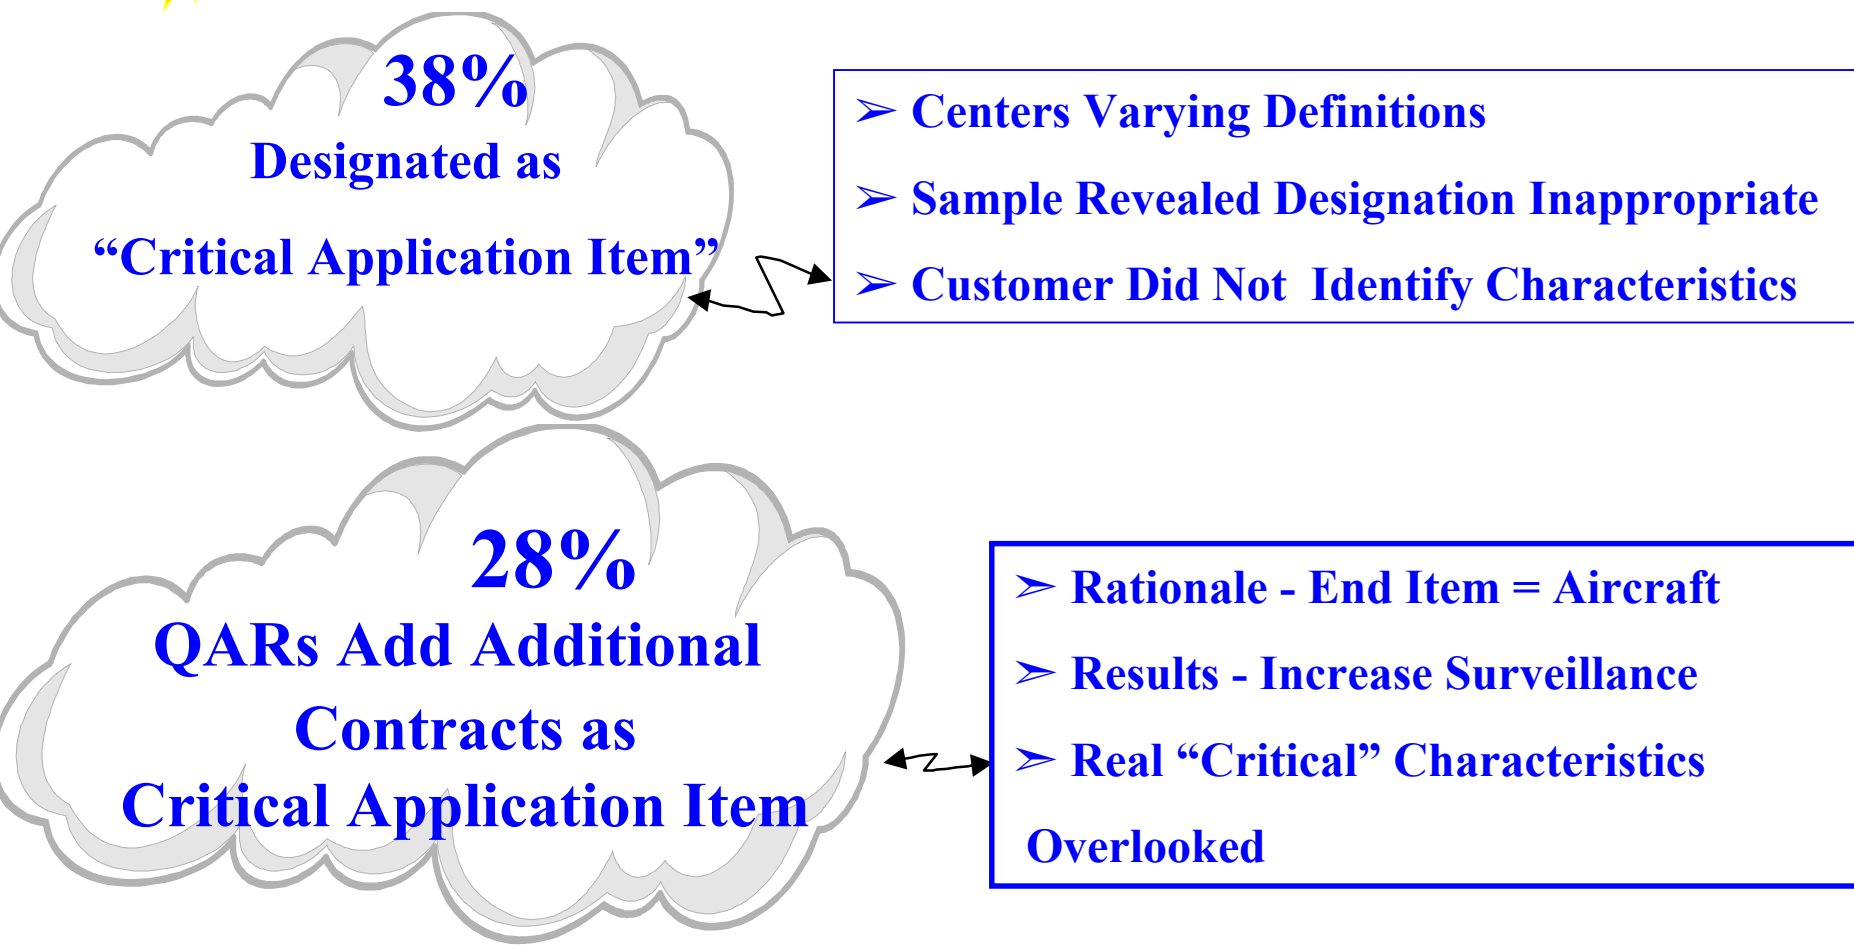 38%
Designated as
“Critical Application Item”
➢ Centers Varying Definitions
➢ Sample Revealed Designation Inappropriate
➢ Customer Did Not  Identify Characteristics
28%
QARs Add Additional
Contracts as
Critical Application Item
➢ Rationale - End Item = Aircraft
➢ Results - Increase Surveillance
➢ Real “Critical” Characteristics
Overlooked